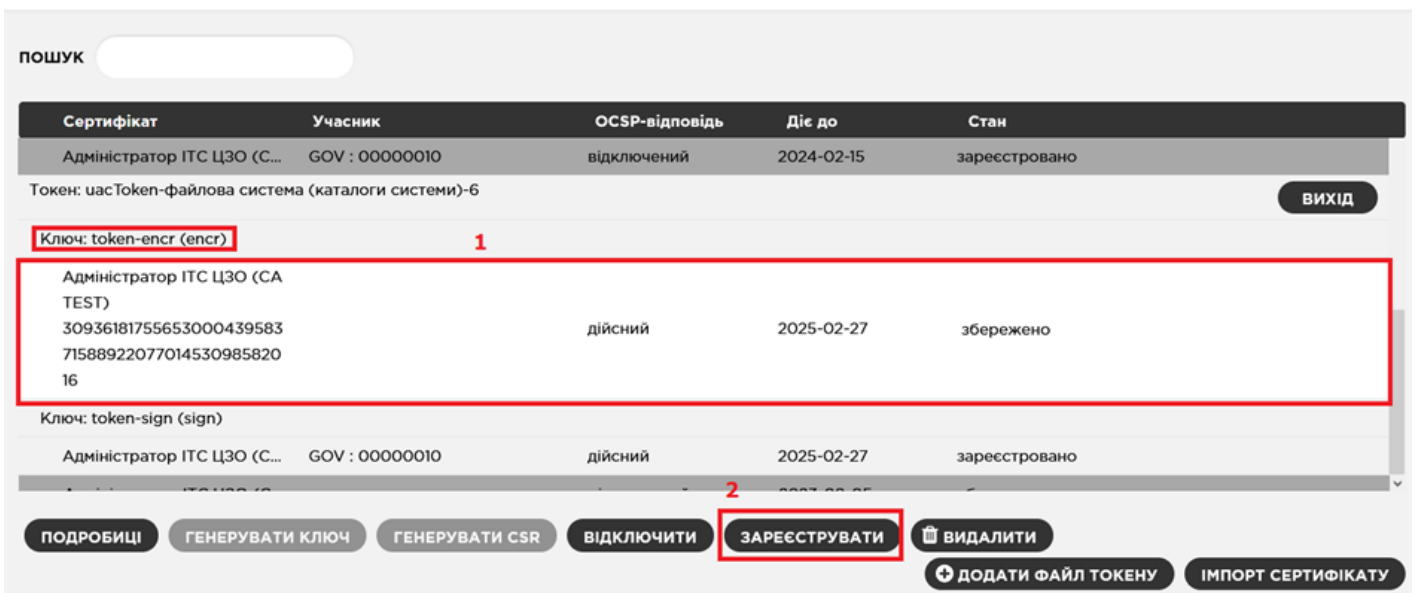 ПОШУК
Сертифікат Учасник OCSP-відповідь Діє до Стан
Адміністратор ІТС ЦЗО (С... GOV : 00000010 відключений 2024-02-15 зареєстровано
Токен: uacToken-файлова система (каталоги системи)-6
ВИХІД
Ключ: token-encr (encr) 1
Адміністратор ІТС ЦЗО (CA
TEST)
30936181755653000439583
71588922077014530985820 дійсний 2025-02-27 збережено
16
Ключ: token-sign (sign)
Адміністратор ІТС ЦЗО (С... GOV : 00000010 дійсний 2025-02-27 зареєстровано
2
ПОДРОБИЦІ ГЕНЕРУВАТИ КЛЮЧ ГЕНЕРУВАТИ CSR ВІДКЛЮЧИТИ ЗАРЕЄСТРУВАТИ ВИДАЛИТИ
ДОДАТИ ФАЙЛ ТОКЕНУ ІМПОРТ СЕРТИФІКАТУ